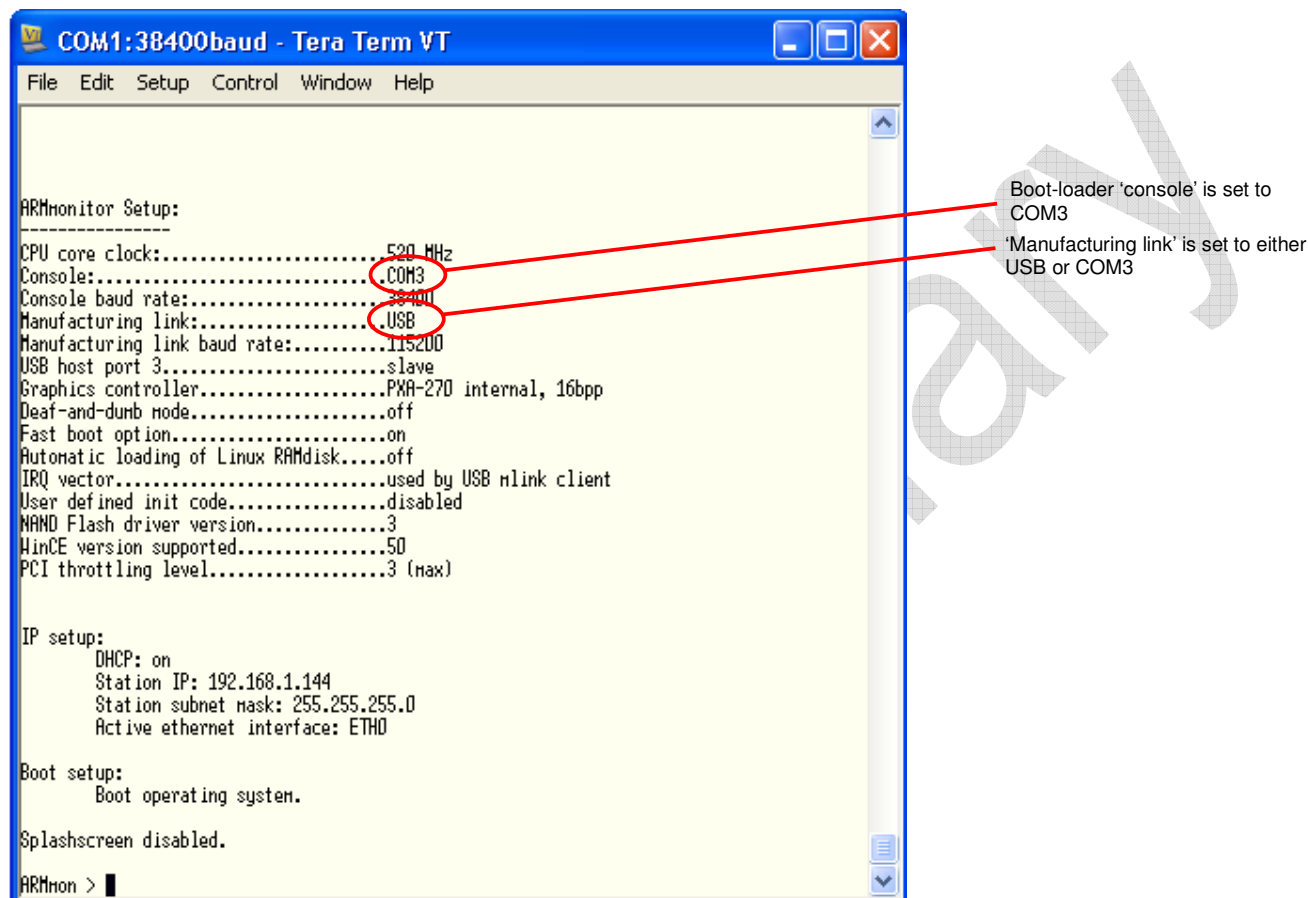 COM1:38400baud - Tera Term VT
File Edit Setup Control Window Help
ARMmonitor Setup:
----------------
CPU core clock:........................520 MHz
Console:...............................COM3
Console baud rate:.....................38400
Manufacturing link:....................USB
Manufacturing link baud rate:..........115200
USB host port 3........................slave
Graphics controller....................PXA-270 internal, 16bpp
Deaf-and-dumb mode.....................off
Fast boot option.......................on
Automatic loading of Linux RAMdisk.....off
IRQ vector.............................used by USB mlink client
User defined init code.................disabled
NAND Flash driver version..............3
WinCE version supported................50
PCI throttling level...................3 (max)
IP setup:
DHCP: on
Station IP: 192.168.1.144
Station subnet mask: 255.255.255.0
Active ethernet interface: ETH0
Boot setup:
Boot operating system.
Splashscreen disabled.
ARMmon >
Boot-loader ‘console’ is set to
COM3
‘Manufacturing link’ is set to either
USB or COM3
ary